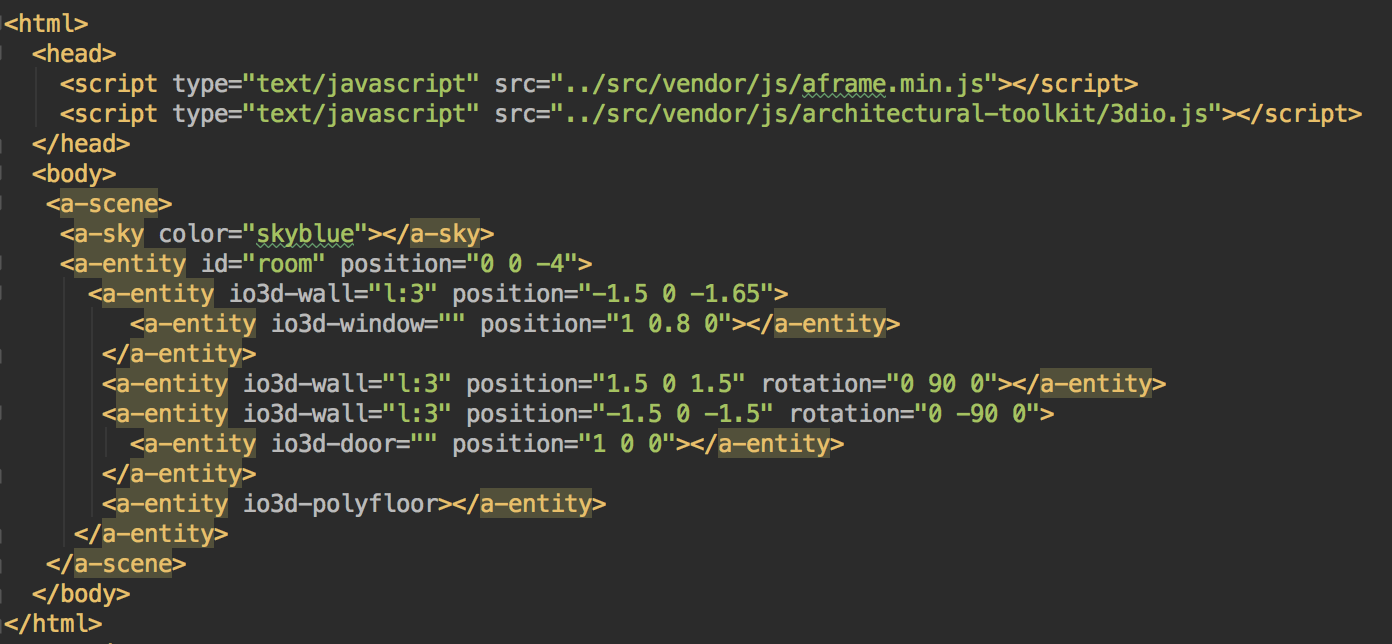 <html>
<head>
<script type="text/javascript" src="../src/vendor/js/aframe.min.js"></script>
<script type="text/javascript" src="../src/vendor/js/architectural-toolkit/3dio.js"></script>
</head>
<body>
<a-scene>
<a-sky color="skyblue"></a-sky>
<a-entity id="room" position="0 0 -4">
<a-entity io3d-wall="l:3" position="-1.5 0 -1.65">
<a-entity io3d-window="" position="1 0.8 0"></a-entity>
</a-entity>
<a-entity io3d-wall="l:3" position="1.5 0 1.5" rotation="0 90 0"></a-entity>
<a-entity io3d-wall="l:3" position="-1.5 0 -1.5" rotation="0 -90 0">
<a-entity io3d-door="" position="1 0 0"></a-entity>
</a-entity>
<a-entity io3d-polyfloor></a-entity>
</a-entity>
</a-scene>
</body>
</html>